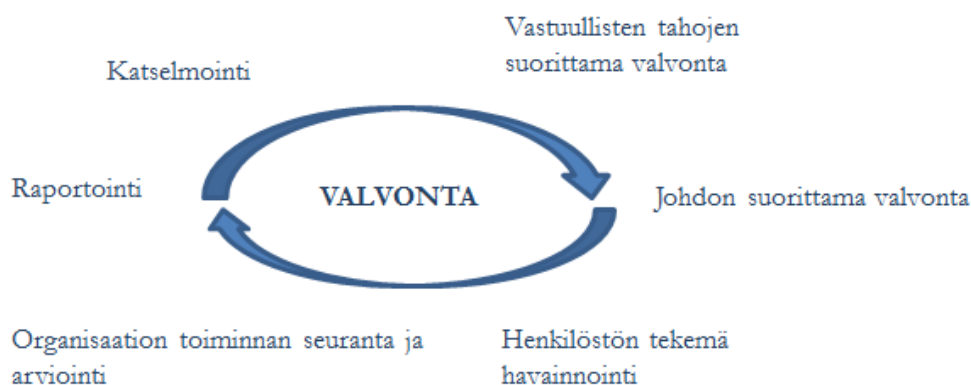 Vastuullisten tahojen
suorittama valvonta
Katselmointi
Raportointi
VALVONTA
Johdon suorittama valvonta
Organisaation toiminnan seuranta ja
arviointi
Henkilöstön tekemä
havainnointi